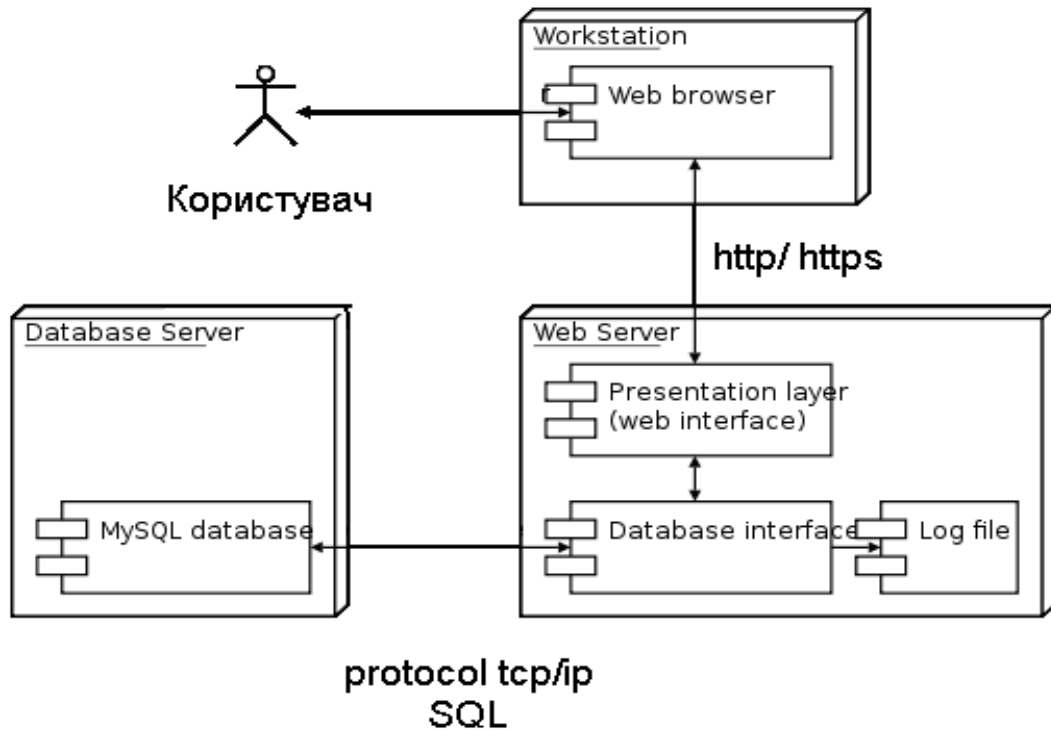 Workstation
Web browser
Користувач
http/ https
Database Server
Web Server
Presentation layer
(web interface)
MySQL database
Database interface
Log file
protocol tcp/ip
SQL